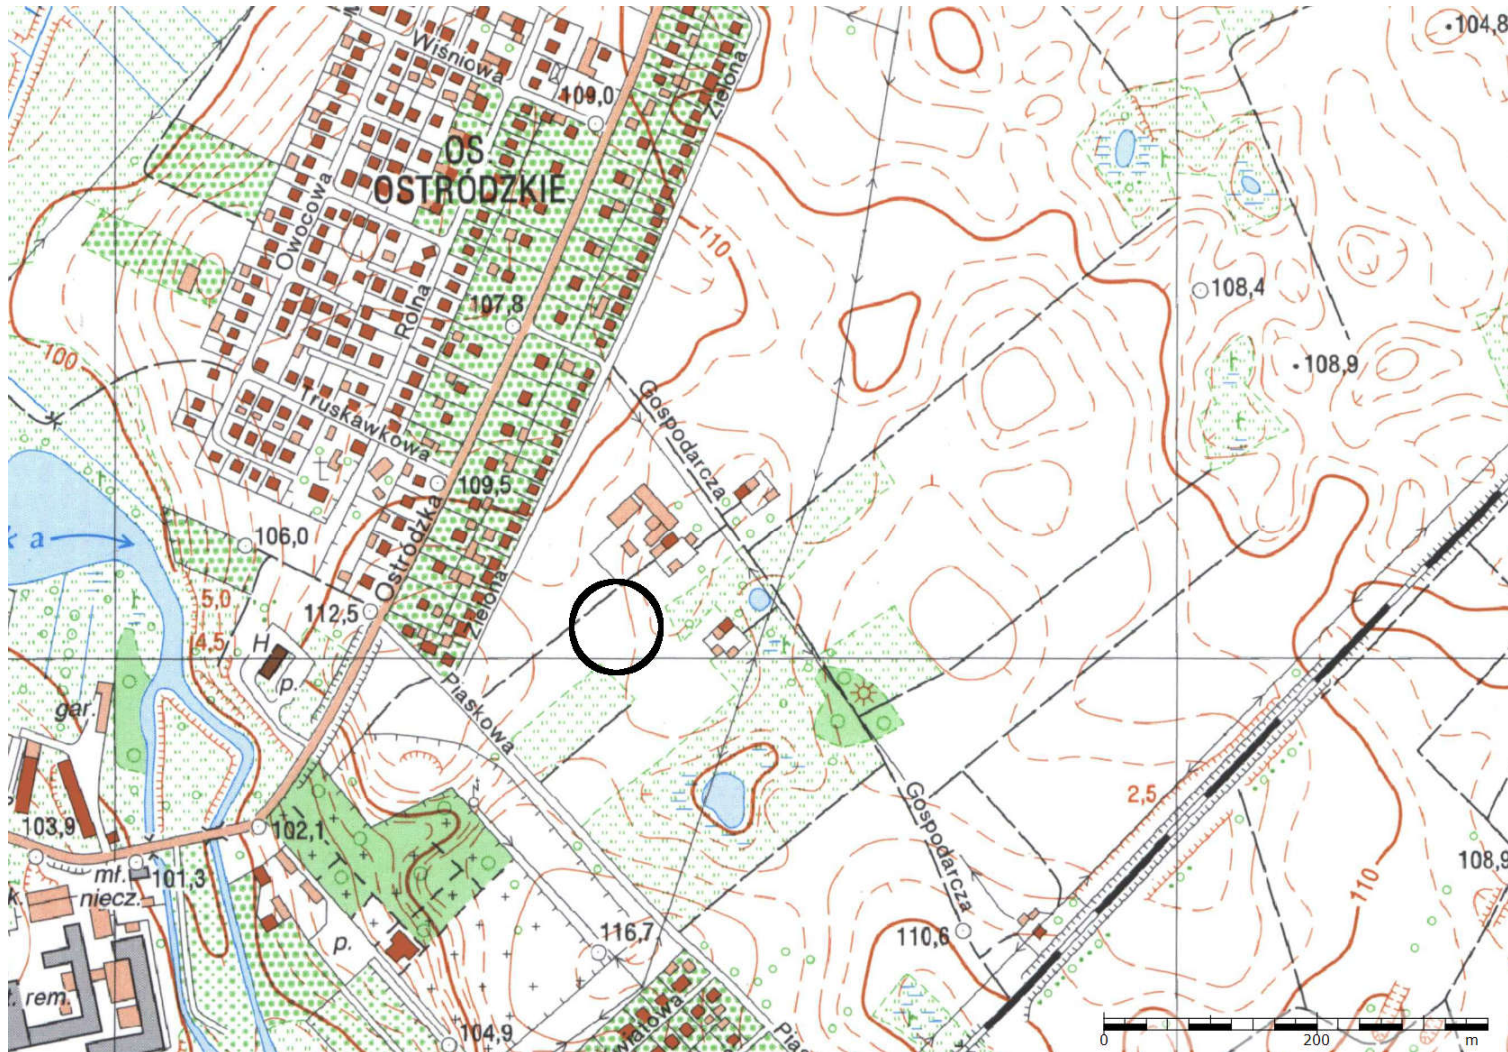 Wiśniowa
109,0
Zielona
104,8
OS
OSTRÓDZKIE
Owocowa
110
108,4
107,8
Rolna
100
108,9
Truskawkowa
Gospodarcza
109,5
Ostródzka
106,0
k a
5,0
4,5
112,5
H
p.
Zielona
Piaskowa
gar.
Gospodarcza
2,5
102,1
103,9
mł.
niecz.
101,3
k.
110
108,9
p.
116,7
110,6
t. rem.
104,9
0 200 m